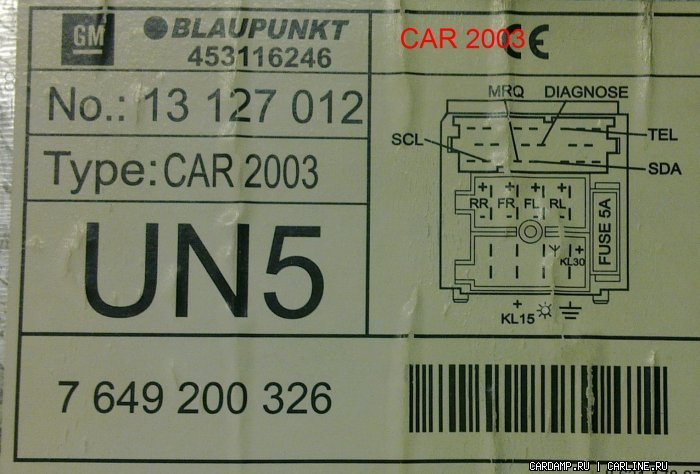 GM BLAUPUNKT
453116246
CAR 2003 CE
No.: 13 127 012
Type: CAR 2003
UN5
7 649 200 326
MRQ DIAGNOSE
SCL TEL
SDA
+ + + +
RR FR FL RL
- - - -
FUSE 5A
+
KL30
+
KL15
CARDAMP.RU | CARLINE.RU